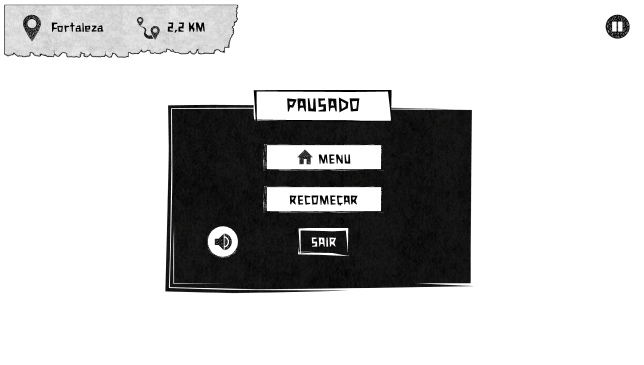 Fortaleza
2,2 KM
PAUSADO
MENU
RECOMEÇAR
SAIR